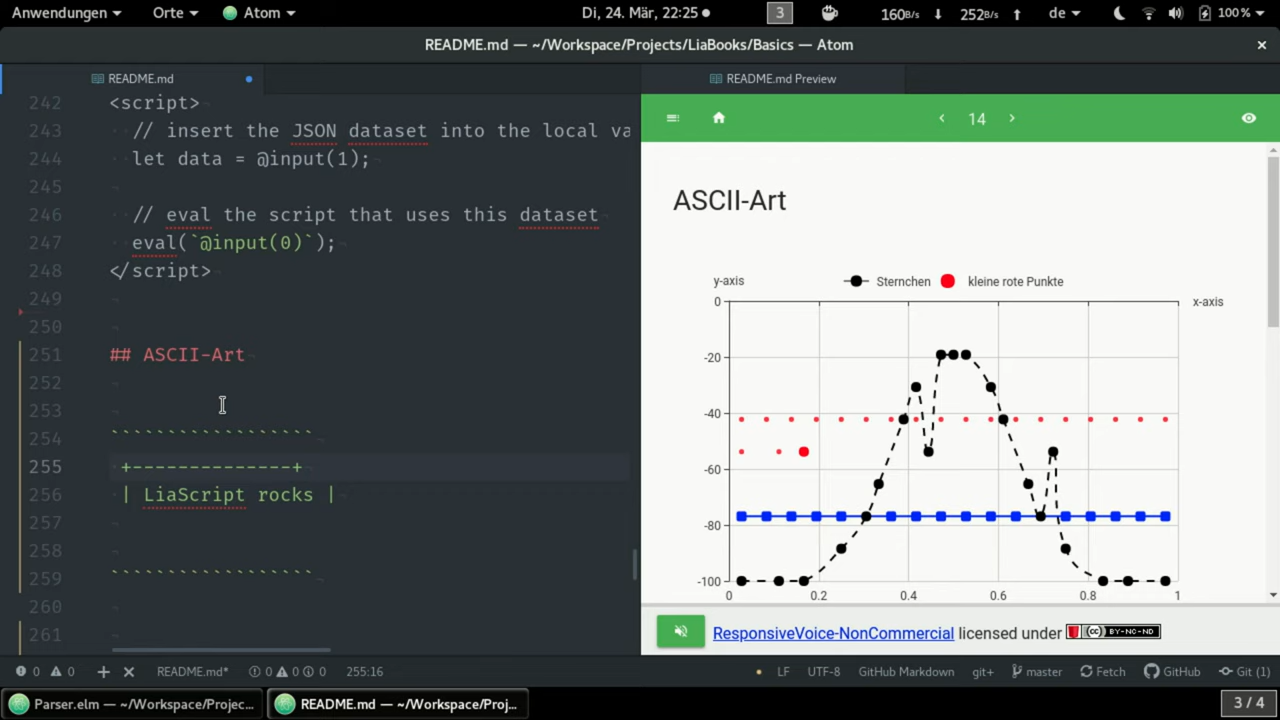 Anwendungen Orte Atom Di, 24. Mär, 22:25 3 160B/s 252B/s de 100 %
README.md — ~/Workspace/Projects/LiaBooks/Basics — Atom
README.md
README.md Preview
242 <script>
243 // insert the JSON dataset into the local va
244 let data = @input(1);
245
246 // eval the script that uses this dataset
247 eval(`@input(0)`);
248 </script>
249
250
251 ## ASCII-Art
252
253
254 ``````````````````
255 +--------------+
256 | LiaScript rocks |
257
258
259 ``````````````````
260
261
14
ASCII-Art
y-axis
Sternchen
kleine rote Punkte
x-axis
0
-20
-40
-60
-80
-100
0 0.2 0.4 0.6 0.8 1
ResponsiveVoice-NonCommercial licensed under cc BY-NC-ND
0 0 README.md* 0 0 0 255:16 LF UTF-8 GitHub Markdown git+ master Fetch GitHub Git (1)
Parser.elm — ~/Workspace/Projec...
README.md — ~/Workspace/Proj...
3 / 4